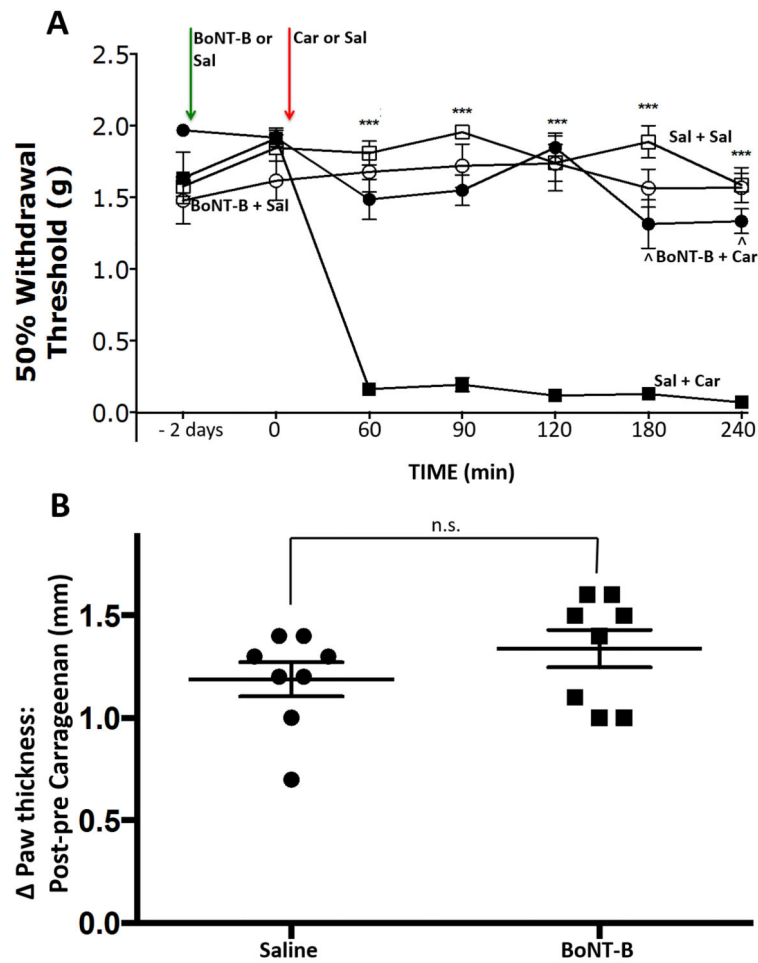 A
BoNT-B or
Sal
Car or Sal
2.5
2.0
1.5
1.0
0.5
0.0
50% Withdrawal
Threshold (g)
***
***
***
***
***
Sal + Sal
BoNT-B + Sal
^ BoNT-B + Car
^
Sal + Car
- 2 days
0
60
90
120
180
240
TIME (min)
B
n.s.
1.5
1.0
0.5
0.0
Δ Paw thickness:
Post-pre Carrageenan (mm)
Saline
BoNT-B